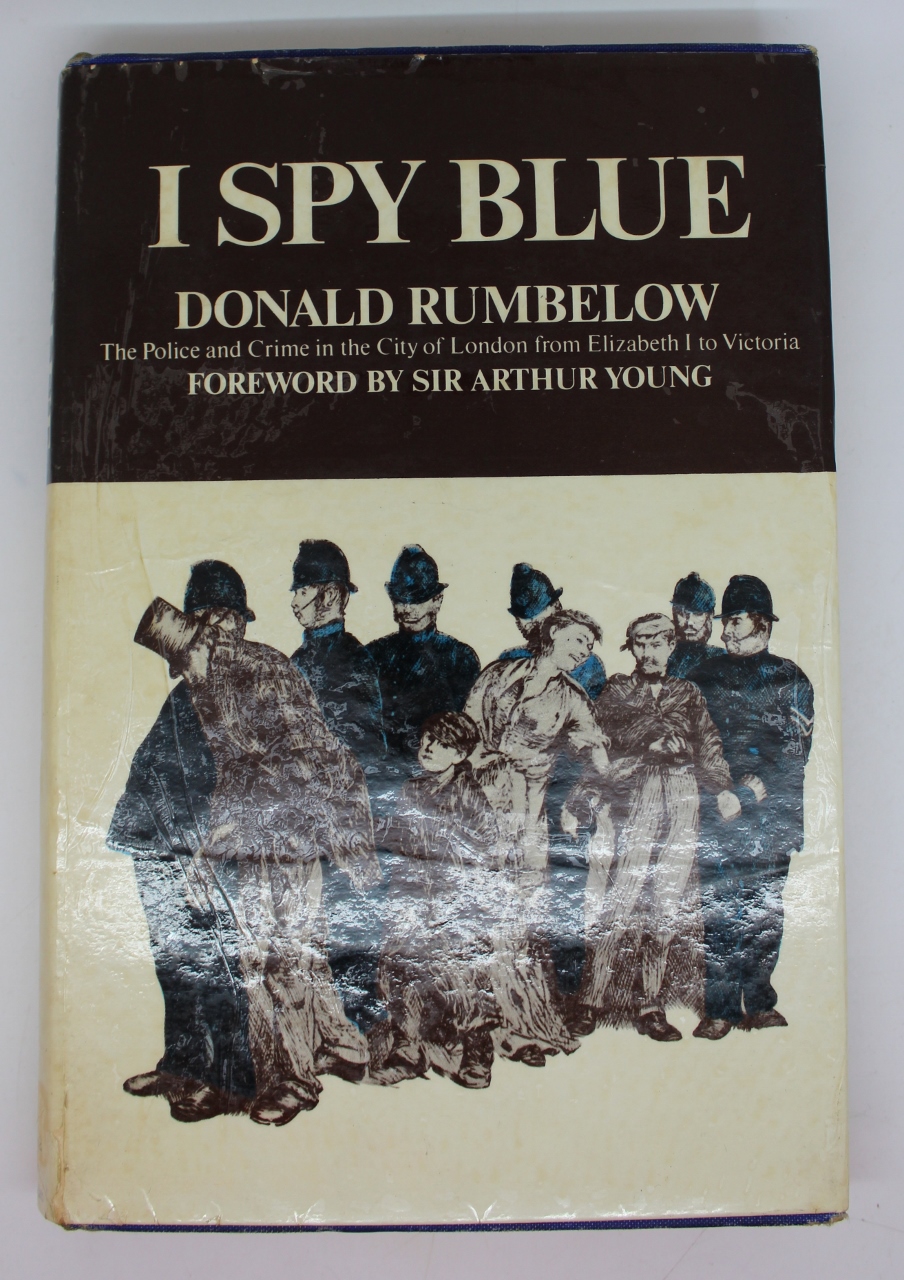 I SPY BLUE
DONALD RUMBELOW
The Police and Crime in the City of London from Elizabeth I to Victoria
FOREWORD BY SIR ARTHUR YOUNG